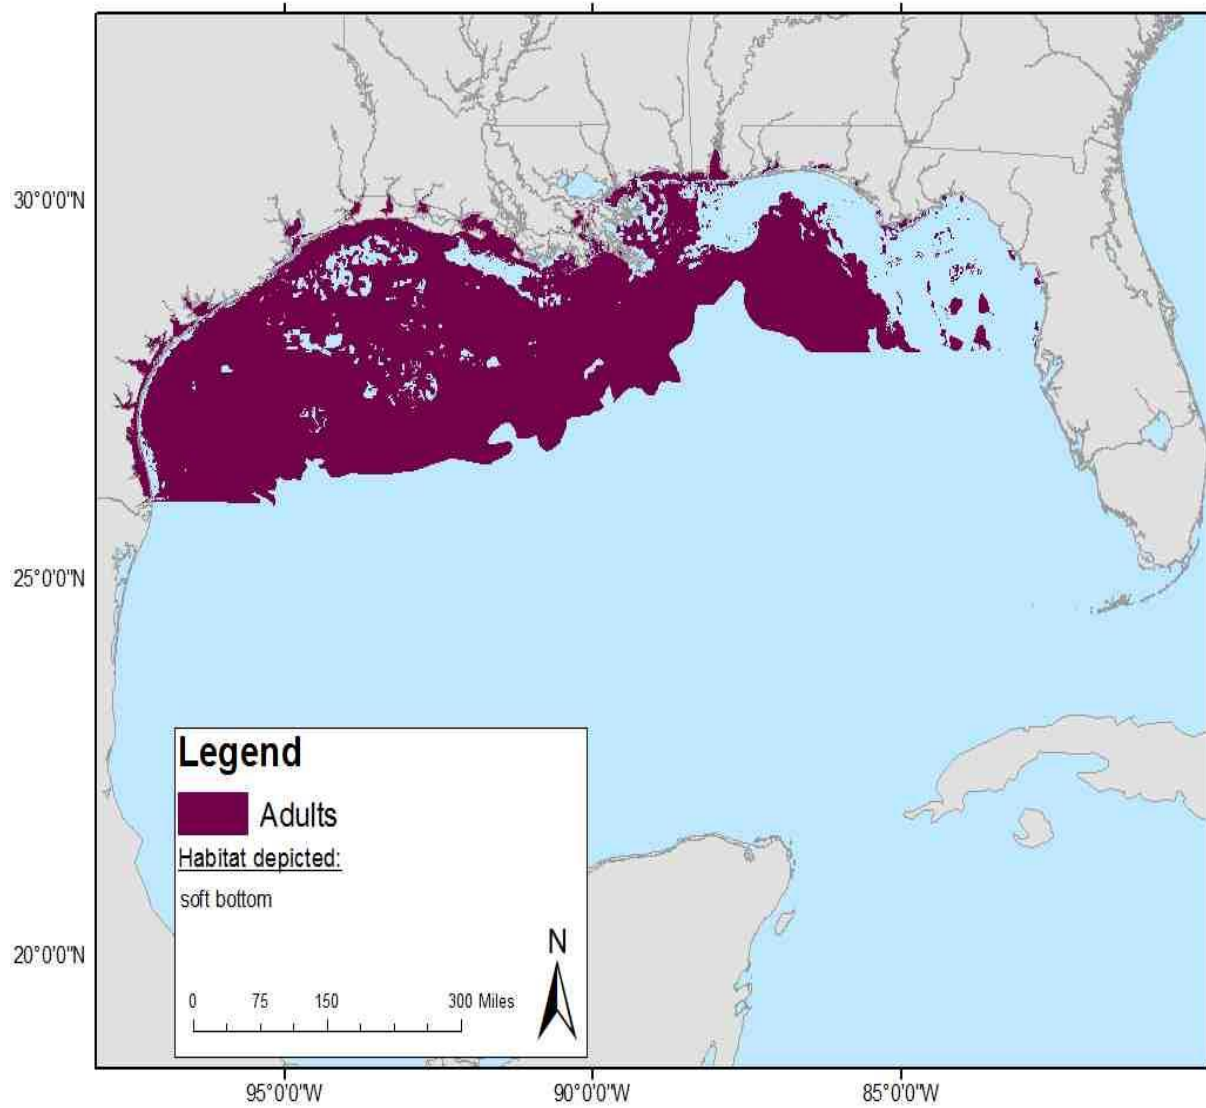 30°0'0"N
25°0'0"N
20°0'0"N
Legend
Adults
Habitat depicted:
soft bottom
N
0 75 150 300 Miles
95°0'0"W 90°0'0"W 85°0'0"W